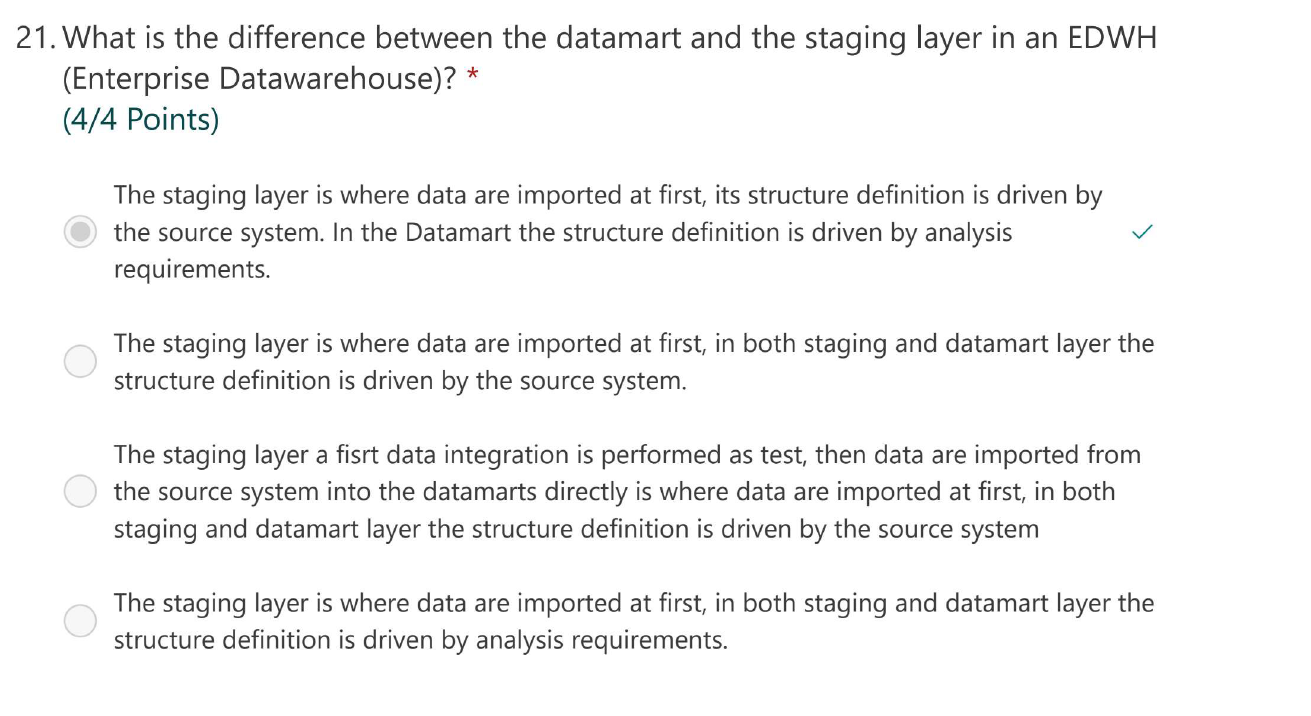 21. What is the difference between the datamart and the staging layer in an EDWH
(Enterprise Datawarehouse)? *
(4/4 Points)
The staging layer is where data are imported at first, its structure definition is driven by
the source system. In the Datamart the structure definition is driven by analysis
requirements.
The staging layer is where data are imported at first, in both staging and datamart layer the
structure definition is driven by the source system.
The staging layer a fisrt data integration is performed as test, then data are imported from
the source system into the datamarts directly is where data are imported at first, in both
staging and datamart layer the structure definition is driven by the source system
The staging layer is where data are imported at first, in both staging and datamart layer the
structure definition is driven by analysis requirements.